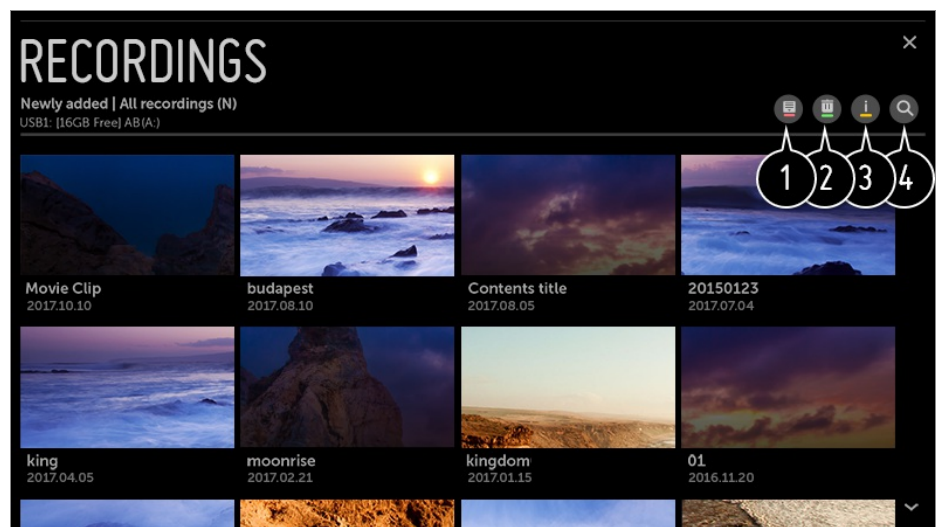 RECORDINGS
Newly added | All recordings (N)
USB1: [16GB Free] AB(A:)
1 2 3 4
Movie Clip budapest Contents title 20150123
2017.10.10 2017.08.10 2017.08.05 2017.07.04
king moonrise kingdom 01
2017.04.05 2017.02.21 2017.01.15 2016.11.20